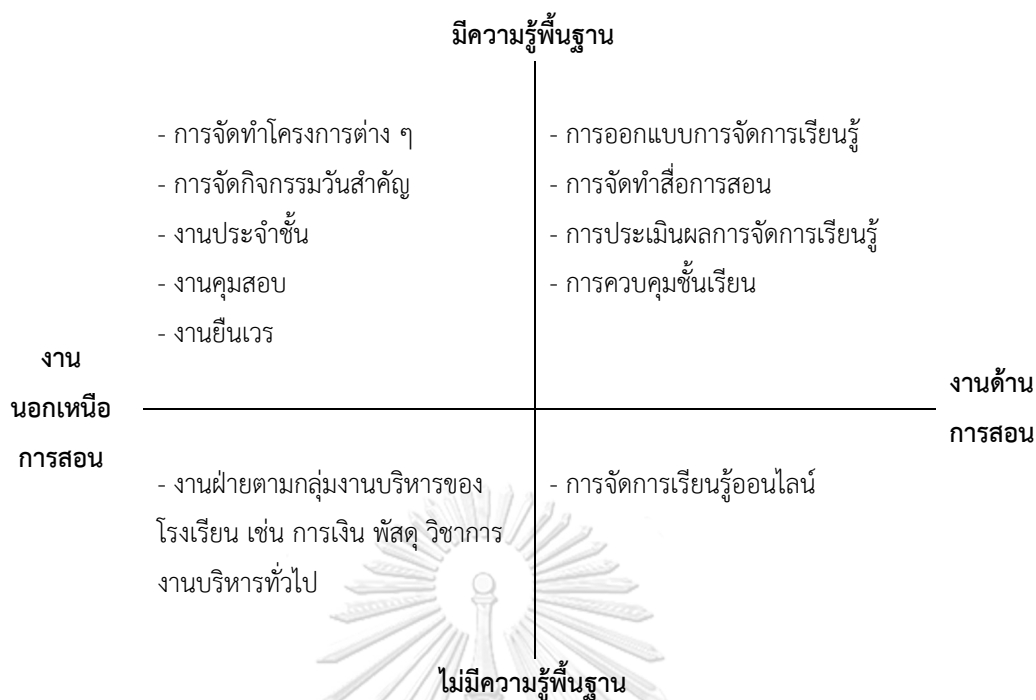 มีความรู้พื้นฐาน
- การจัดทำโครงการต่าง ๆ
- การจัดกิจกรรมวันสำคัญ
- งานประจำชั้น
- งานคุมสอบ
- งานยืนเวร
- การออกแบบการจัดการเรียนรู้
- การจัดทำสื่อการสอน
- การประเมินผลการจัดการเรียนรู้
- การควบคุมชั้นเรียน
งาน
นอกเหนือ
การสอน
งานด้าน
การสอน
- งานฝ่ายตามกลุ่มงานบริหารของ
โรงเรียน เช่น การเงิน พัสดุ วิชาการ
งานบริหารทั่วไป
- การจัดการเรียนรู้ออนไลน์
ไม่มีความรู้พื้นฐาน